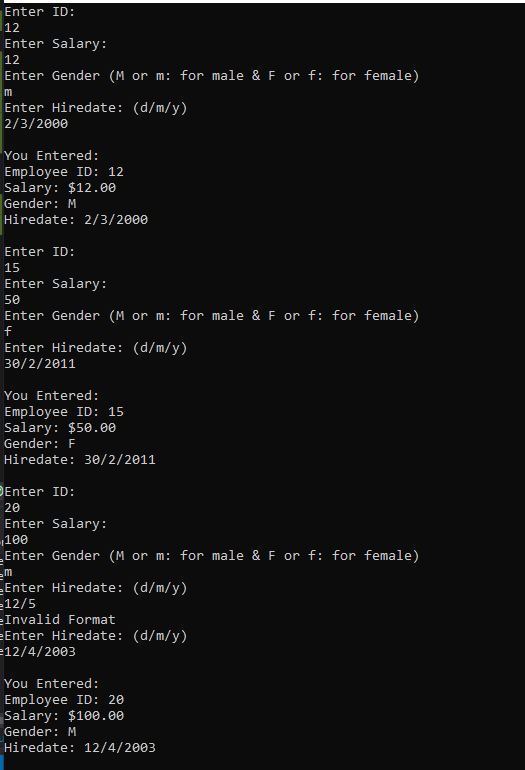 Enter ID:
12
Enter Salary:
12
Enter Gender (M or m: for male & F or f: for female)
m
Enter Hiredate: (d/m/y)
2/3/2000
You Entered:
Employee ID: 12
Salary: $12.00
Gender: M
Hiredate: 2/3/2000
Enter ID:
15
Enter Salary:
50
Enter Gender (M or m: for male & F or f: for female)
f
Enter Hiredate: (d/m/y)
30/2/2011
You Entered:
Employee ID: 15
Salary: $50.00
Gender: F
Hiredate: 30/2/2011
Enter ID:
20
Enter Salary:
100
Enter Gender (M or m: for male & F or f: for female)
m
Enter Hiredate: (d/m/y)
12/5
Invalid Format
Enter Hiredate: (d/m/y)
12/4/2003
You Entered:
Employee ID: 20
Salary: $100.00
Gender: M
Hiredate: 12/4/2003